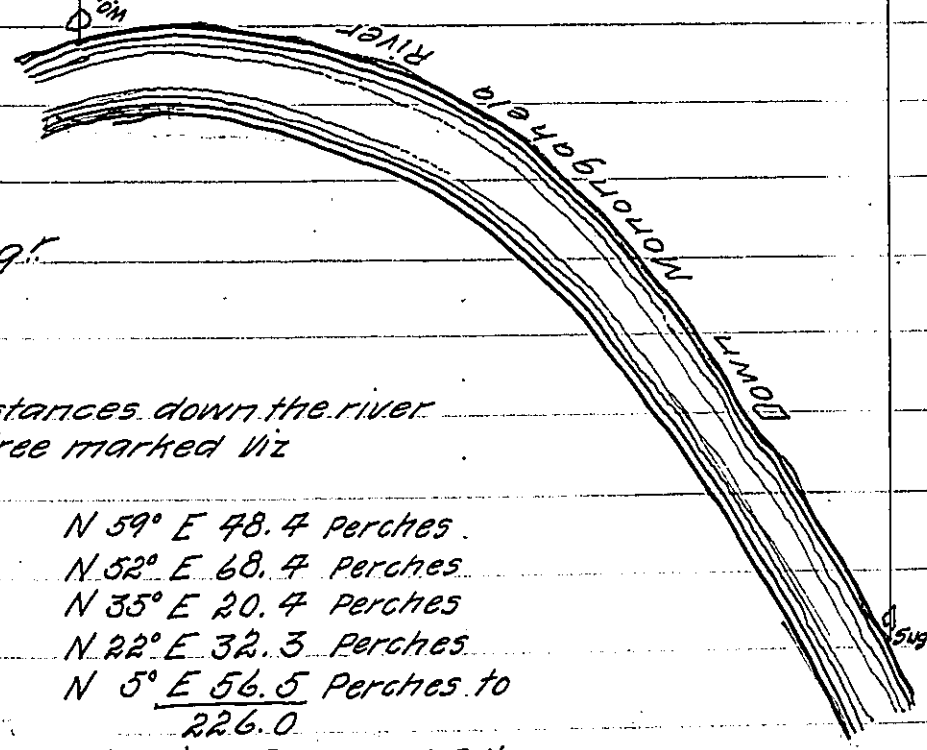 Down Monongahela River
Sug
stances down the river
ree marked Viz
N 59° E 48.4 Perches.
N 52° E 68.4 Perches
N 35° E 20.4 Perches
N 22° E 32.3 Perches
N 5° E 56.5 Perches to
226.0